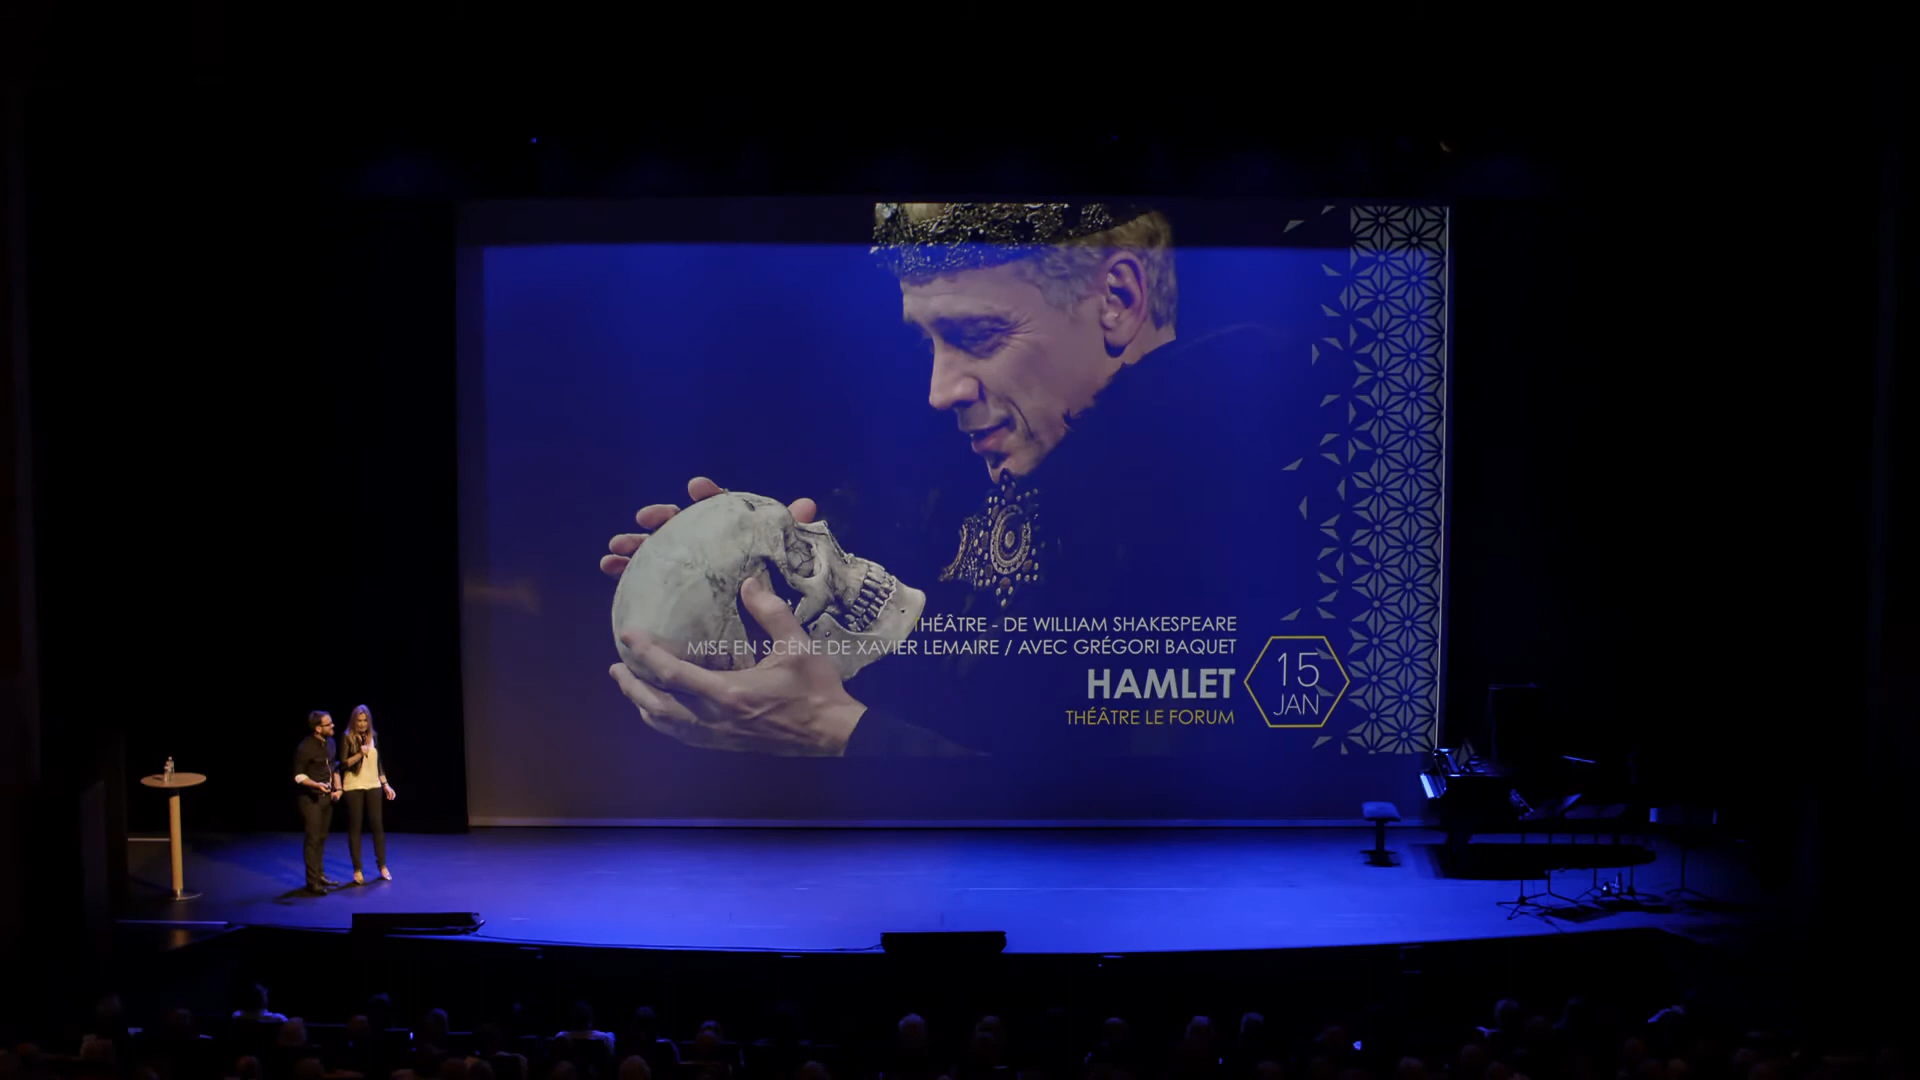 THÉÂTRE - DE WILLIAM SHAKESPEARE
MISE EN SCÈNE DE XAVIER LEMAIRE / AVEC GRÉGORI BAQUET
HAMLET
THÉÂTRE LE FORUM
15
JAN